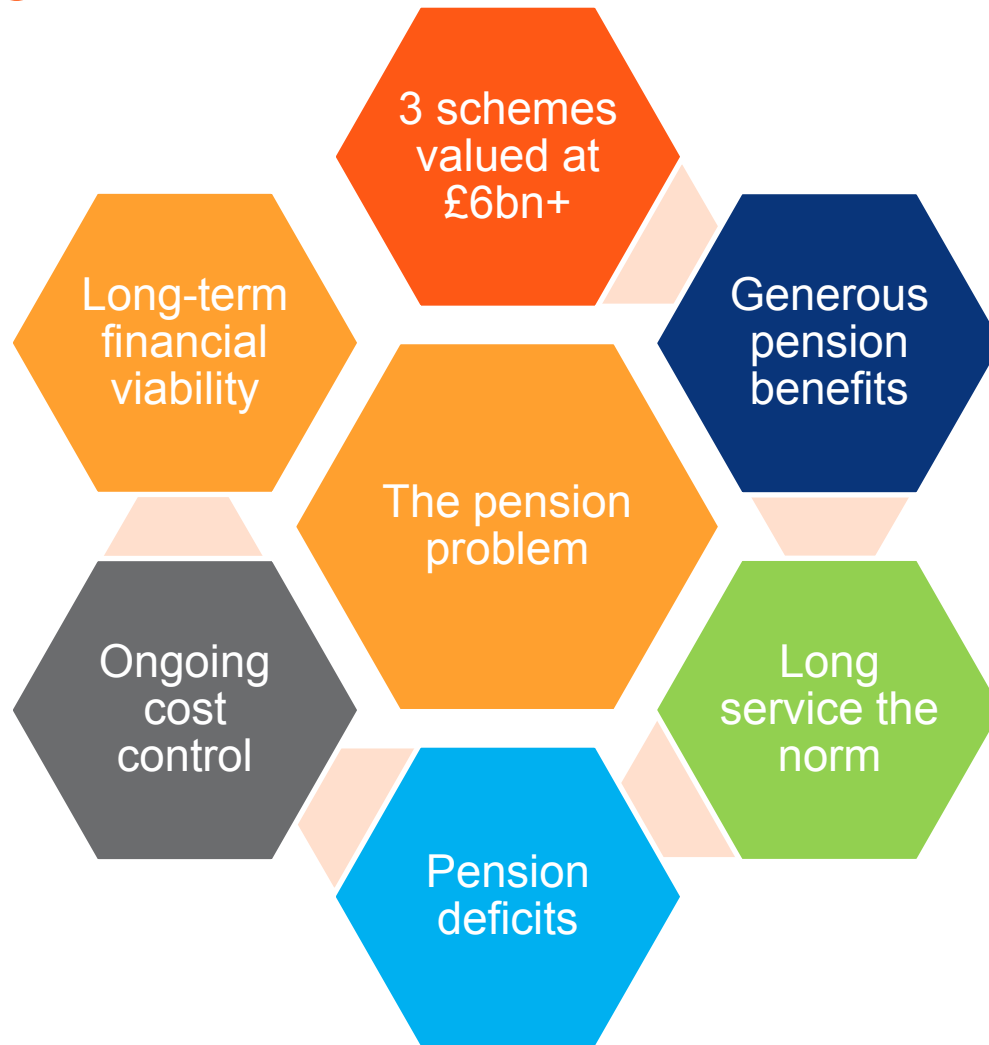 3 schemes
valued at
£6bn+
Generous
pension
benefits
Long
service the
norm
Pension
deficits
Ongoing
cost
control
Long-term
financial
viability
The pension
problem